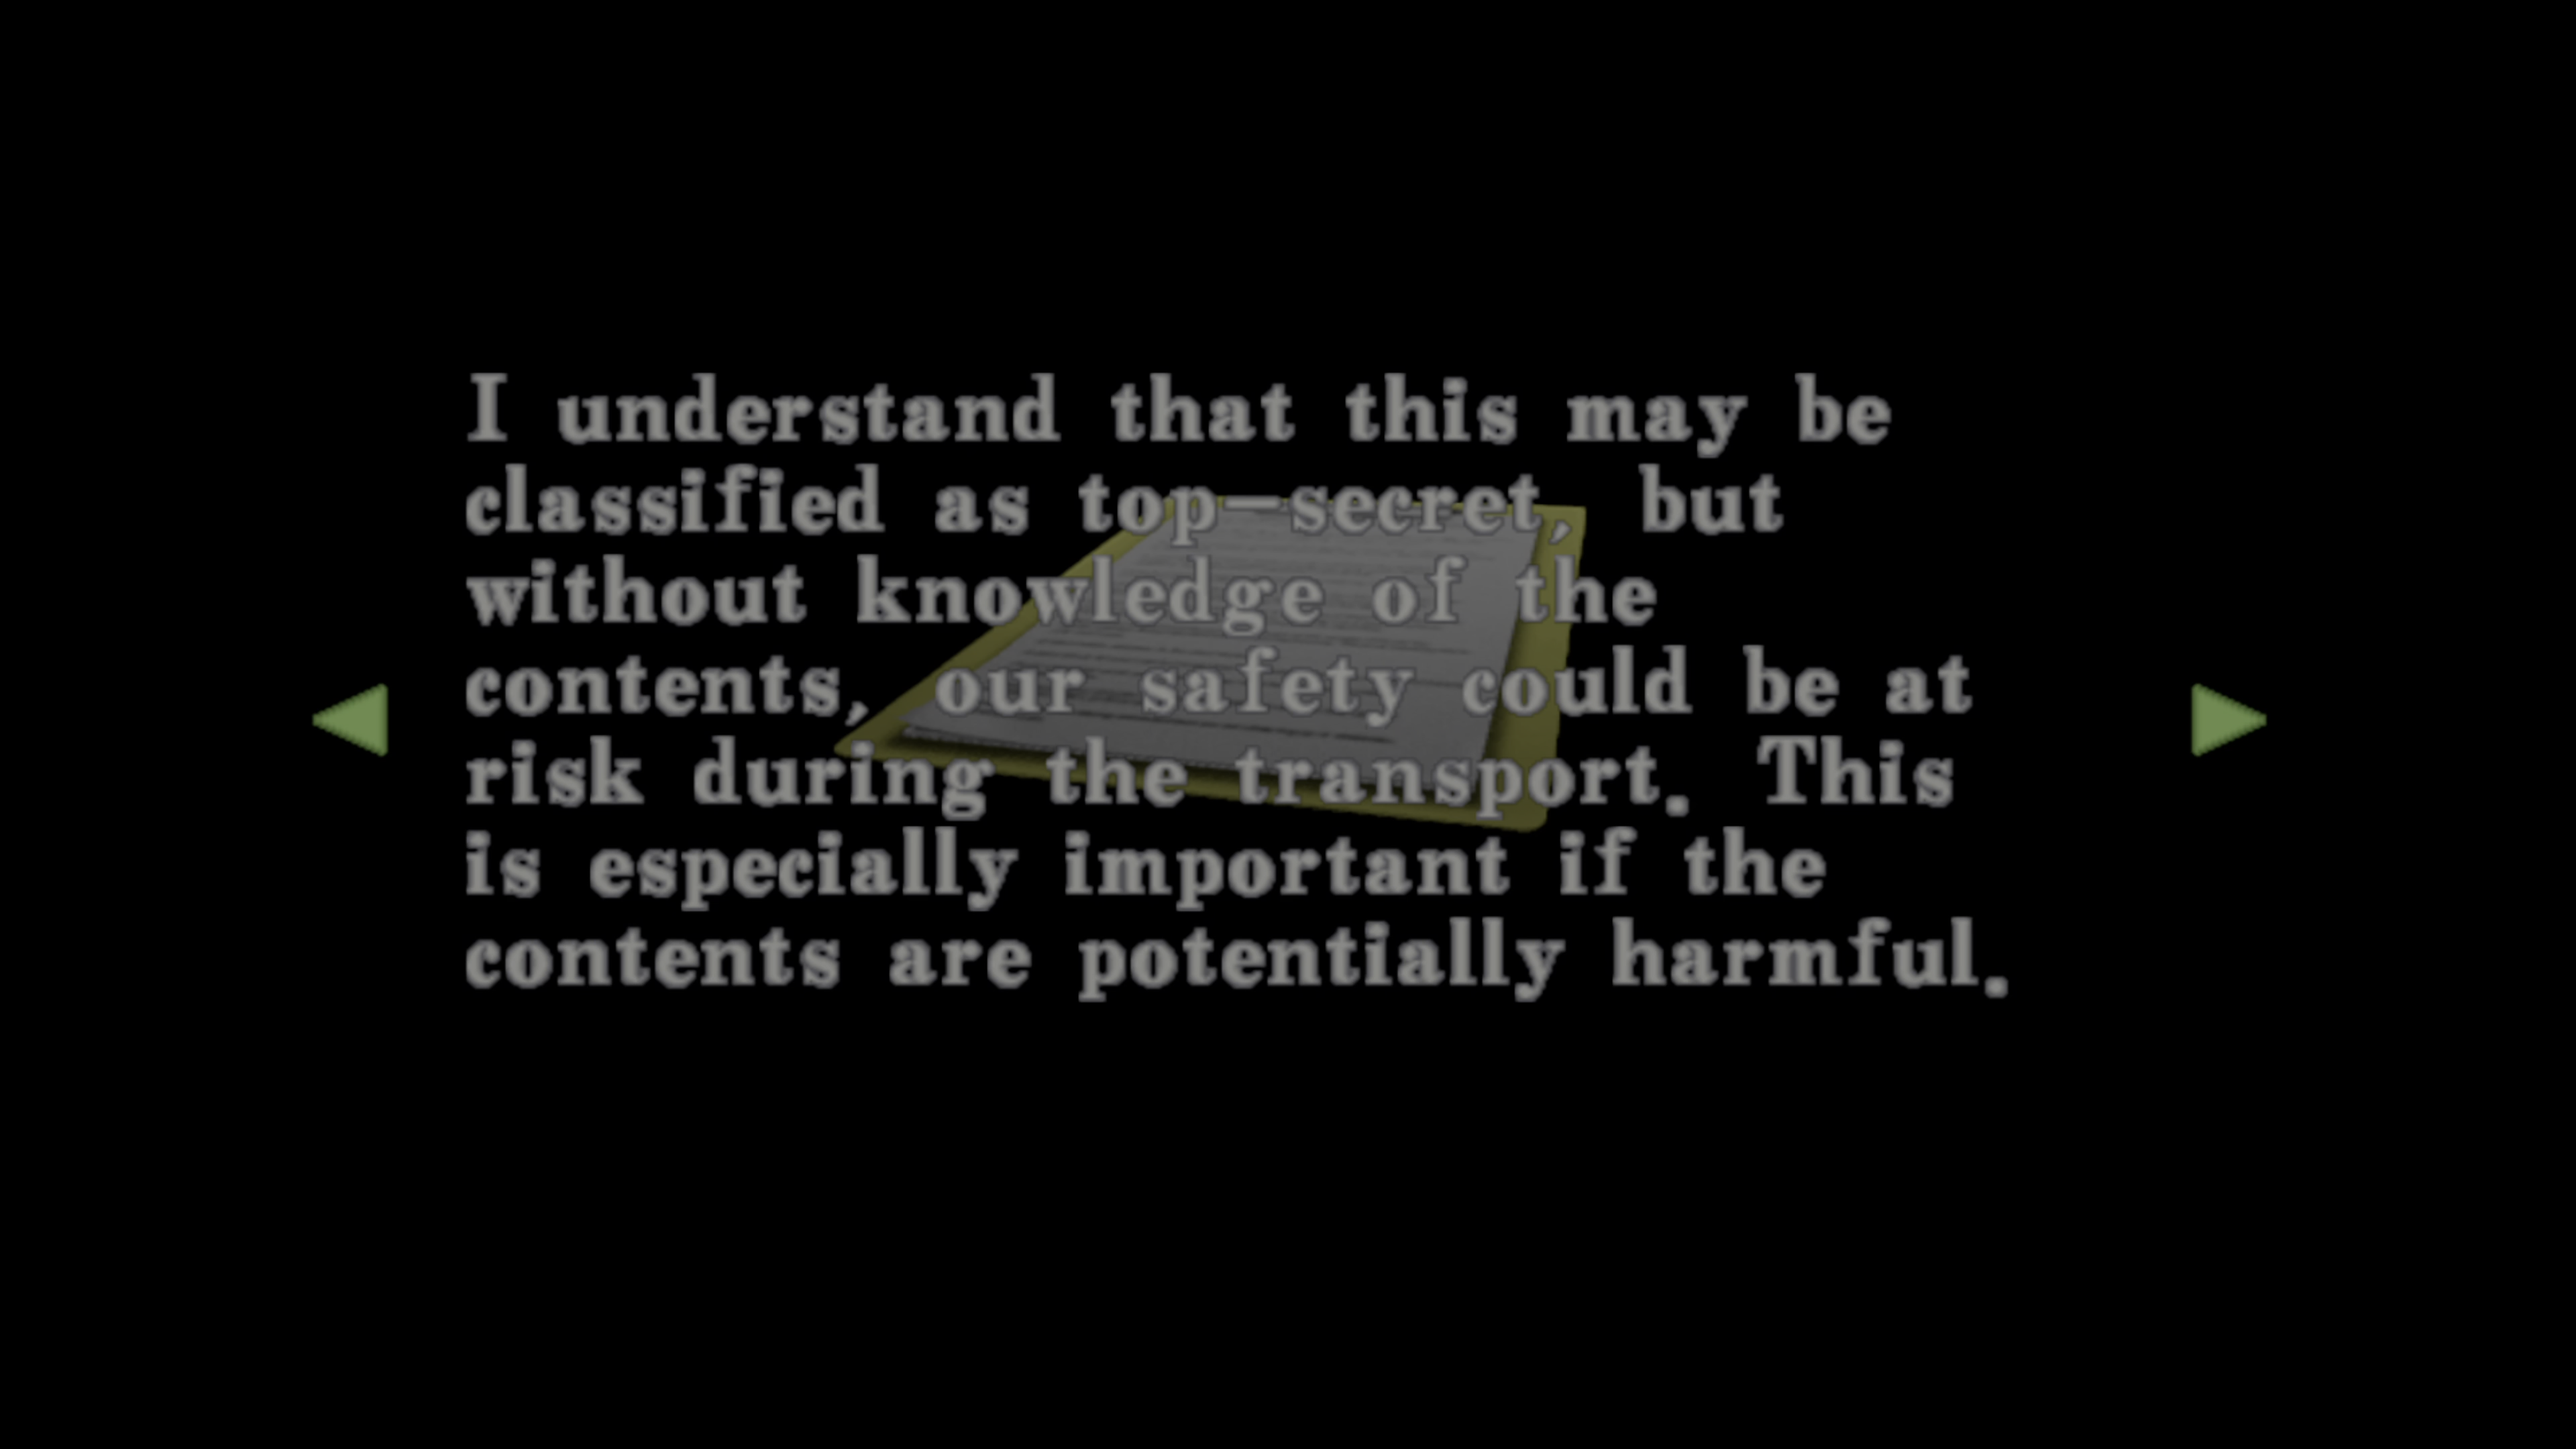 I understand that this may be
classified as top-secret, but
without knowledge of the
contents, our safety could be at
risk during the transport. This
is especially important if the
contents are potentially harmful.